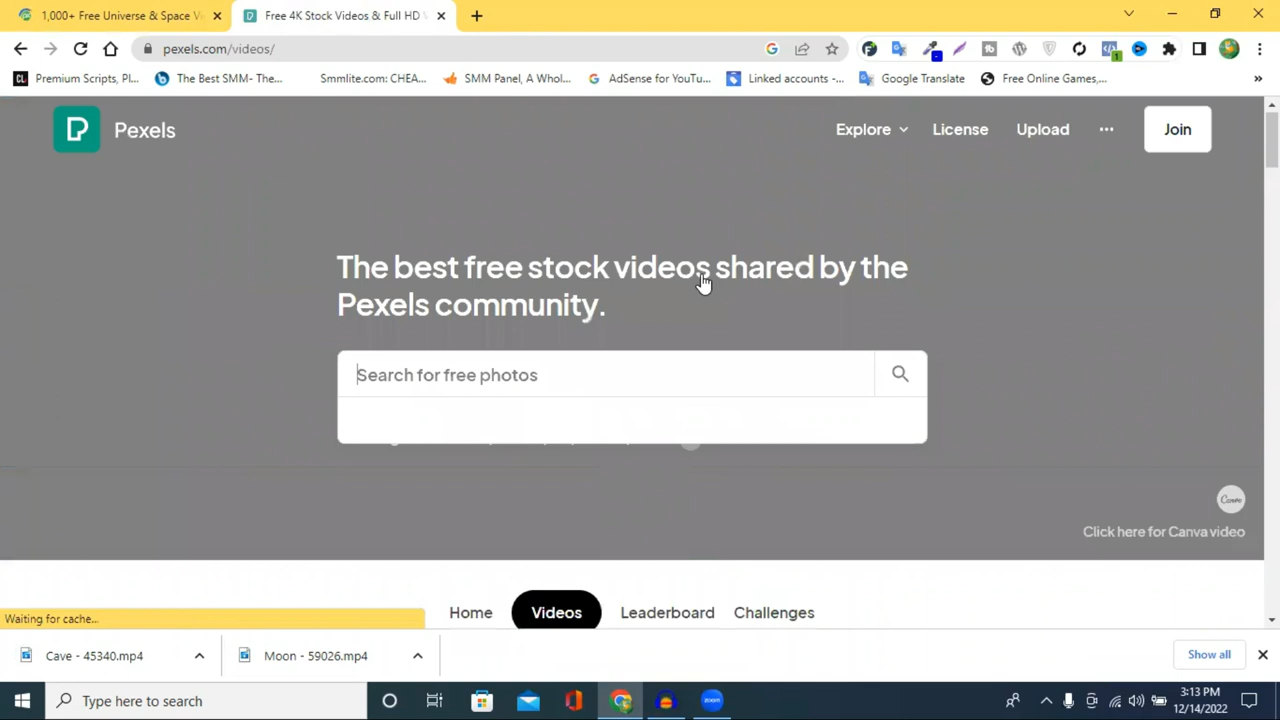 1,000+ Free Universe & Space V
Free 4K Stock Videos & Full HD
pexels.com/videos/
Premium Scripts, Pl...
The Best SMM- The...
Smmlite.com: CHEA...
SMM Panel, A Whol...
AdSense for YouTu...
Linked accounts -...
Google Translate
Free Online Games,...
»
Pexels
Explore
License
Upload
Join
The best free stock videos shared by the
Pexels community.
Search for free photos
Canva
Click here for Canva video
Home
Videos
Leaderboard
Challenges
Waiting for cache...
Cave - 45340.mp4
Moon - 59026.mp4
Show all
Type here to search
zoom
3:13 PM
12/14/2022